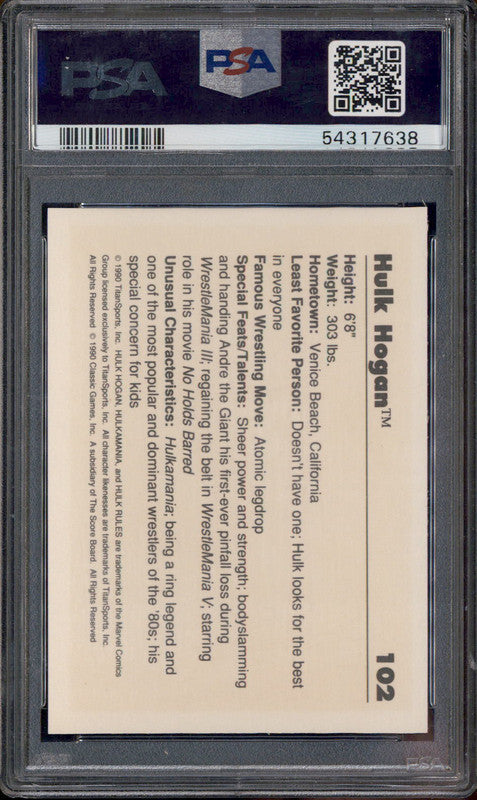 PSA
PSA
54317638
Hulk Hogan™ 102
Height: 6'8"
Weight: 303 lbs.
Hometown: Venice Beach, California
Least Favorite Person: Doesn't have one; Hulk looks for the best
in everyone
Famous Wrestling Move: Atomic legdrop
Special Feats/Talents: Sheer power and strength; bodyslamming
and handing Andre the Giant his first-ever pinfall loss during
WrestleMania III; regaining the belt in WrestleMania V; starring
role in his movie No Holds Barred
Unusual Characteristics: Hulkamania; being a ring legend and
one of the most popular and dominant wrestlers of the '80s; his
special concern for kids
© 1990 TitanSports, Inc. HULK HOGAN, HULKAMANIA, and HULK RULES are trademarks of the Marvel Comics
Group licensed exclusively to TitanSports, Inc. All character likenesses are trademarks of TitanSports, Inc.
All Rights Reserved © 1990 Classic Games, Inc. A subsidiary of The Score Board. All Rights Reserved
PSA